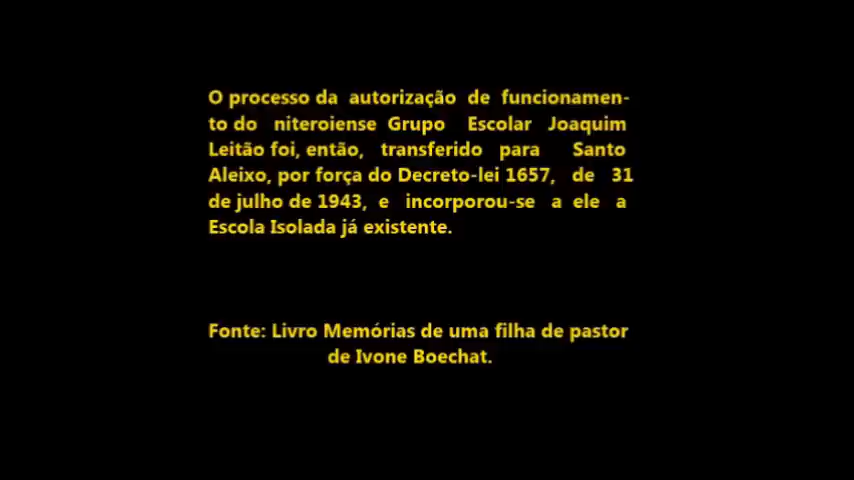 O processo da autorização de funcionamen-
to do niteroiense Grupo Escolar Joaquim
Leitão foi, então, transferido para Santo
Aleixo, por força do Decreto-lei 1657, de 31
de julho de 1943, e incorporou-se a ele a
Escola Isolada já existente.
Fonte: Livro Memórias de uma filha de pastor
de Ivone Boechat.